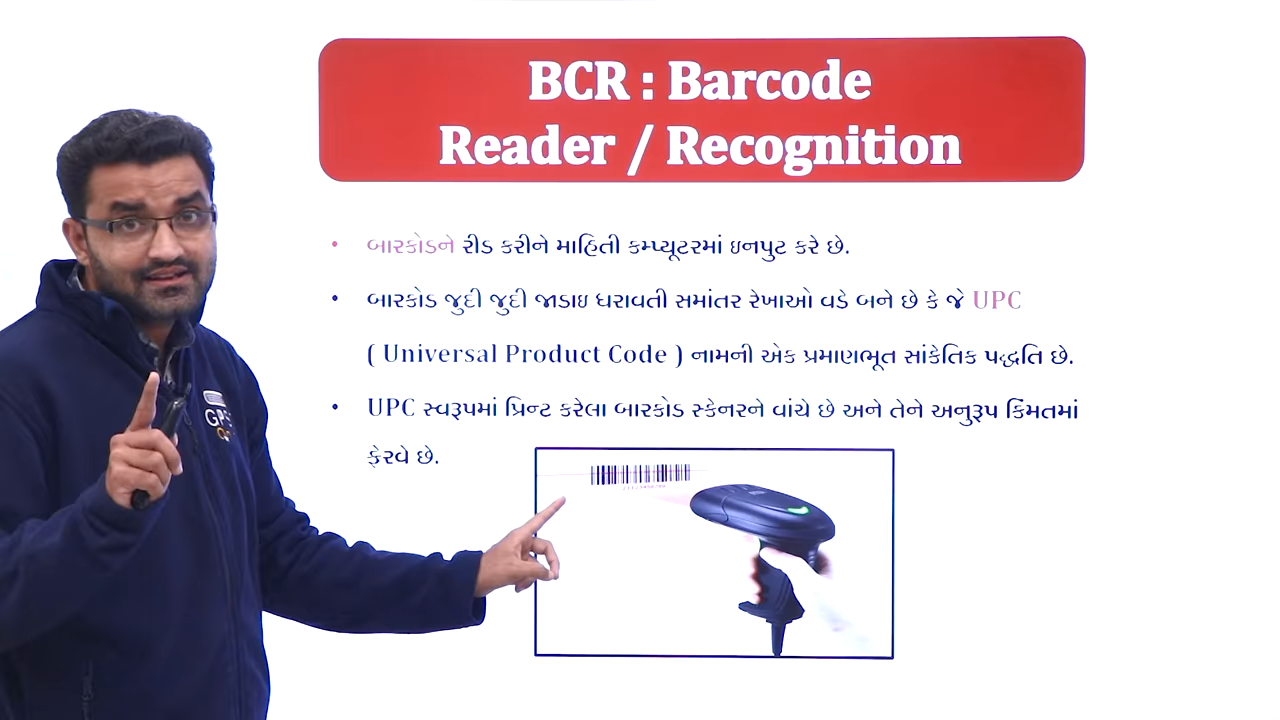 BCR : Barcode
Reader / Recognition
• બારકોડને રીડ કરીને માહિતી કમ્પ્યૂટરમાં ઇનપુટ કરે છે.
• બારકોડ જુદી જુદી જાડાઇ ધરાવતી સમાંતર રેખાઓ વડે બને છે કે જે UPC
( Universal Product Code ) નામની એક પ્રમાણભૂત સાંકેતિક પદ્ધતિ છે.
• UPC સ્વરૂપમાં પ્રિન્ટ કરેલા બારકોડ સ્કેનરને વાંચે છે અને તેને અનુરૂપ કિંમતમાં
ફેરવે છે.